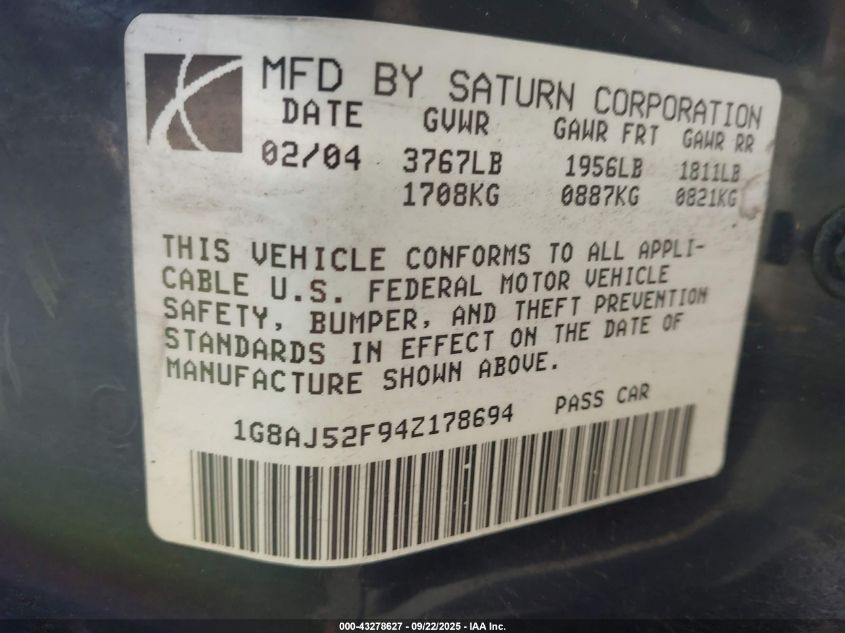 MFD BY SATURN CORPORATION
DATE GVWR GAWR FRT GAWR RR
02/04 3767LB 1956LB 1811LB
1708KG 0887KG 0821KG
THIS VEHICLE CONFORMS TO ALL APPLI-
CABLE U.S. FEDERAL MOTOR VEHICLE
SAFETY, BUMPER, AND THEFT PREVENTION
STANDARDS IN EFFECT ON THE DATE OF
MANUFACTURE SHOWN ABOVE.
1G8AJ52F94Z178694 PASS CAR
000-43278627 - 09/22/2025 - IAA Inc.